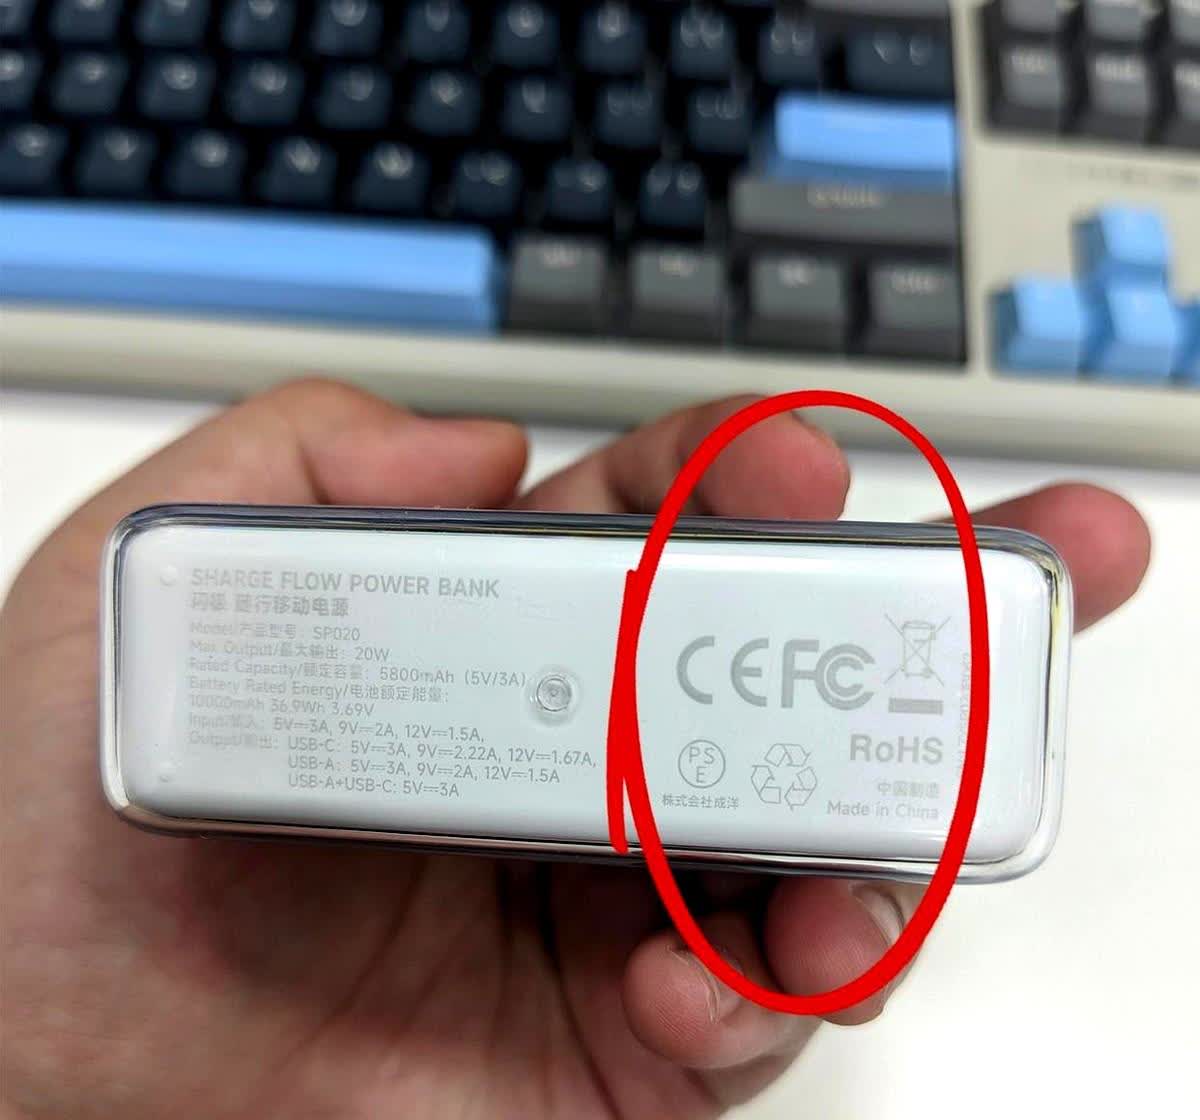 SHARGE FLOW POWER BANK
闪极 随行移动电源
Model/产品型号: SP020
Max Output/最大输出: 20W
Rated Capacity/额定容量: 5800mAh (5V/3A)
Battery Rated Energy/电池额定能量:
10000mAh 36.9Wh 3.69V
Input/输入: 5V⎓3A, 9V⎓2A, 12V⎓1.5A,
Output/输出: USB-C: 5V⎓3A, 9V⎓2.22A, 12V⎓1.67A,
USB-A: 5V⎓3A, 9V⎓2A, 12V⎓1.5A
USB-A+USB-C: 5V⎓3A
CE FC
PS
E
株式会社成洋
RoHS
中国制造
Made in China